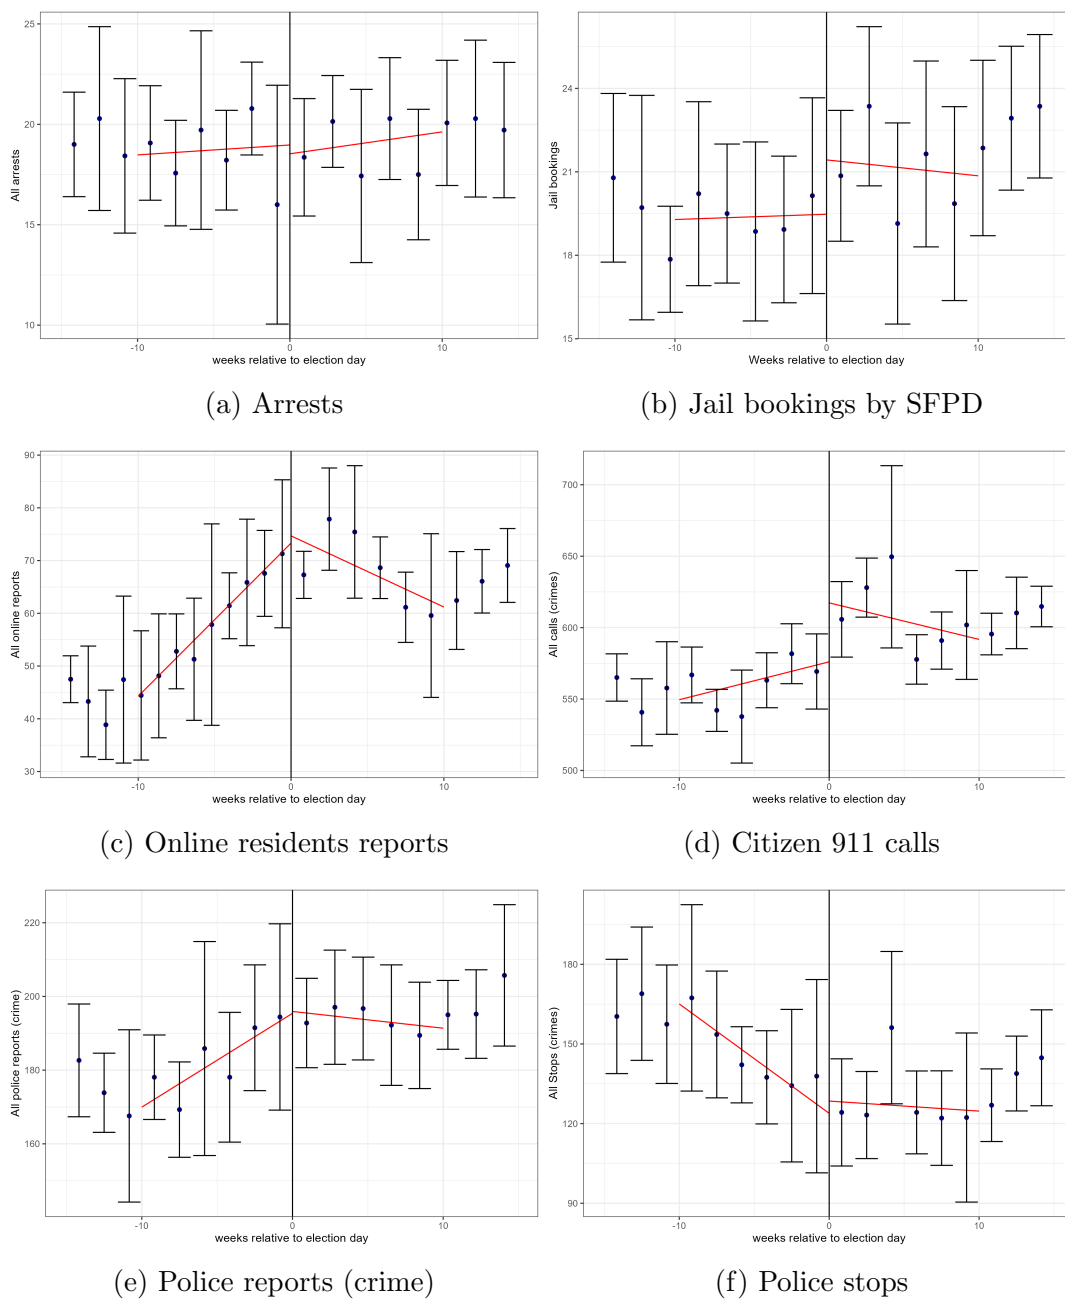 25
20
15
10
All arrests
-10
0
10
weeks relative to election day
(a) Arrests
24
21
18
15
Jail bookings
-10
0
10
Weeks relative to election day
(b) Jail bookings by SFPD
90
80
70
60
50
40
30
All online reports
-10
0
10
weeks relative to election day
(c) Online residents reports
700
650
600
550
500
All calls (crimes)
-10
0
10
weeks relative to election day
(d) Citizen 911 calls
220
200
180
160
All police reports (crime)
-10
0
10
weeks relative to election day
(e) Police reports (crime)
180
150
120
90
All Stops (crimes)
-10
0
10
weeks relative to election day
(f) Police stops